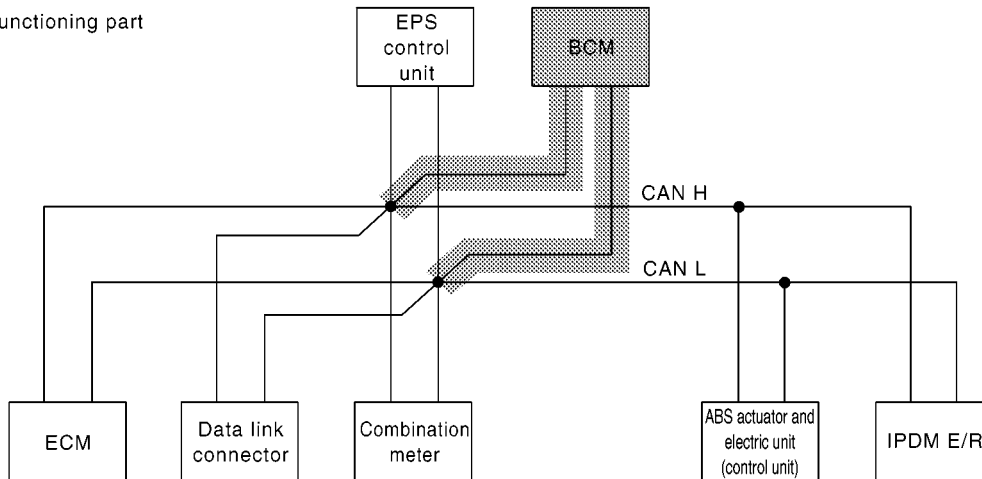 unctioning part
EPS
control
unit
BCM
CAN H
CAN L
ECM
Data link
connector
Combination
meter
ABS actuator and
electric unit
(control unit)
IPDM E/R